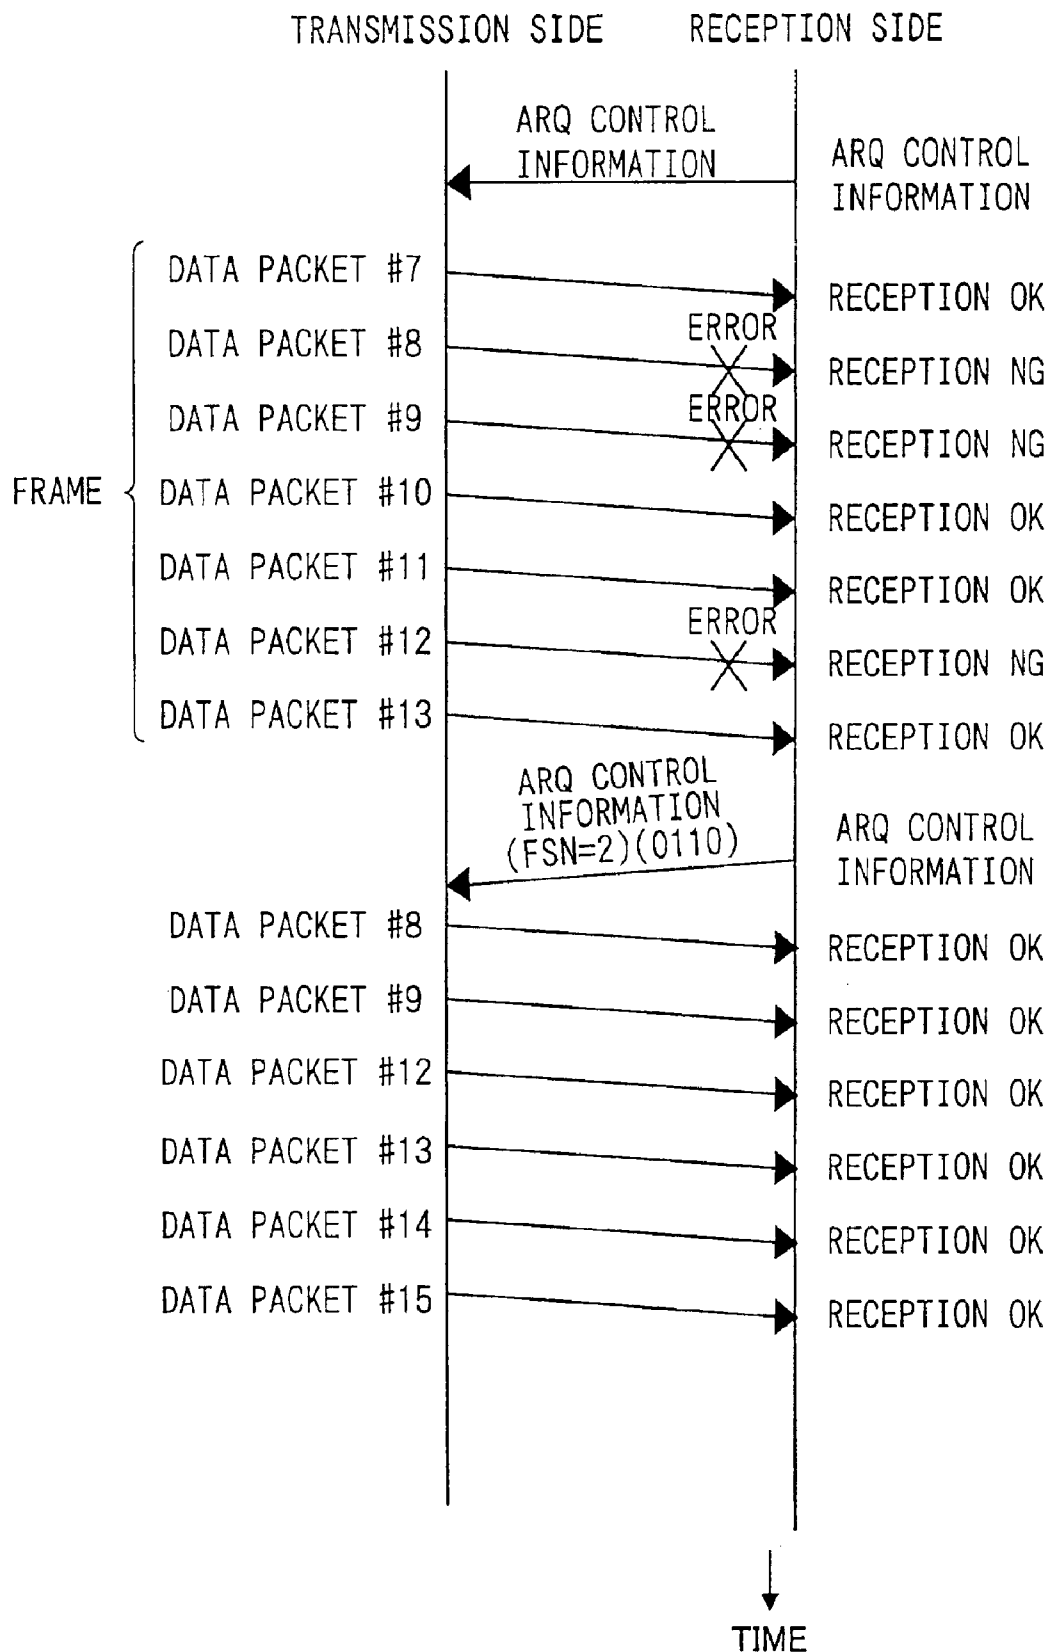 TRANSMISSION SIDE RECEPTION SIDE
ARQ CONTROL
INFORMATION
ARQ CONTROL
INFORMATION
DATA PACKET #7
RECEPTION OK
DATA PACKET #8
ERROR
RECEPTION NG
DATA PACKET #9
ERROR
RECEPTION NG
FRAME
DATA PACKET #10
RECEPTION OK
DATA PACKET #11
RECEPTION OK
DATA PACKET #12
ERROR
RECEPTION NG
DATA PACKET #13
RECEPTION OK
ARQ CONTROL
INFORMATION
(FSN=2)(0110)
ARQ CONTROL
INFORMATION
DATA PACKET #8
RECEPTION OK
DATA PACKET #9
RECEPTION OK
DATA PACKET #12
RECEPTION OK
DATA PACKET #13
RECEPTION OK
DATA PACKET #14
RECEPTION OK
DATA PACKET #15
RECEPTION OK
TIME